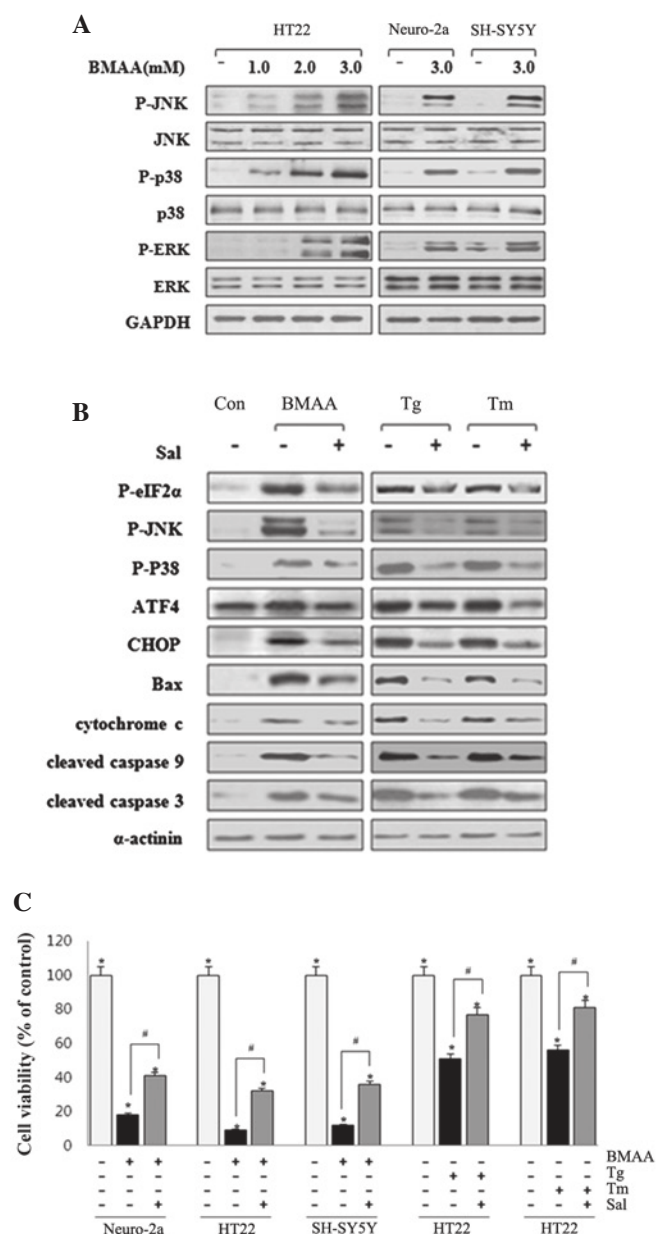 A
HT22 Neuro-2a SH-SY5Y
BMAA(mM) - 1.0 2.0 3.0 - 3.0 - 3.0
P-JNK
JNK
P-p38
p38
P-ERK
ERK
GAPDH
B
Con BMAA Tg Tm
Sal - - + - + - +
P-eIF2α
P-JNK
P-P38
ATF4
CHOP
Bax
cytochrome c
cleaved caspase 9
cleaved caspase 3
α-actinin
C
Cell viability (% of control)
120
100
80
60
40
20
0
* * * # * * * # * * * # * * * # * * * #
- + + - + + - + + - - - - - - BMAA
- - - - - - - - - - + + - - - Tg
- - - - - - - - - - - - - + + Tm
- - + - - + - - + - - + - - + Sal
Neuro-2a HT22 SH-SY5Y HT22 HT22